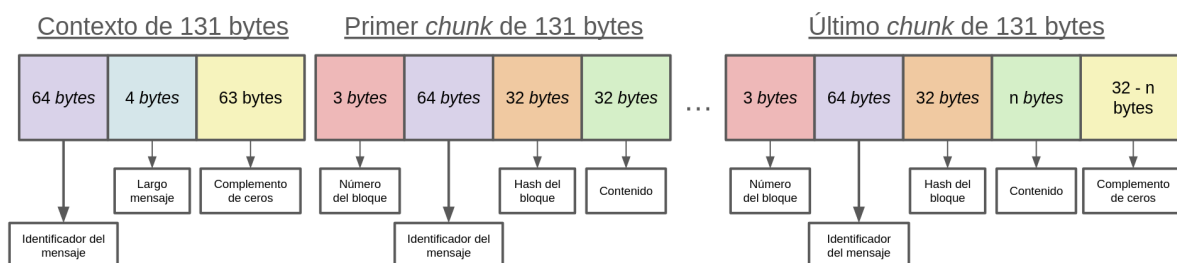 Contexto de 131 bytes
Primer chunk de 131 bytes
Último chunk de 131 bytes
64 bytes
4 bytes
63 bytes
3 bytes
64 bytes
32 bytes
32 bytes
...
3 bytes
64 bytes
32 bytes
n bytes
32 - n
bytes
Largo
mensaje
Complemento
de ceros
Número
del bloque
Hash del
bloque
Contenido
Número
del bloque
Hash del
bloque
Contenido
Complemento
de ceros
Identificador del
mensaje
Identificador del
mensaje
Identificador
del mensaje